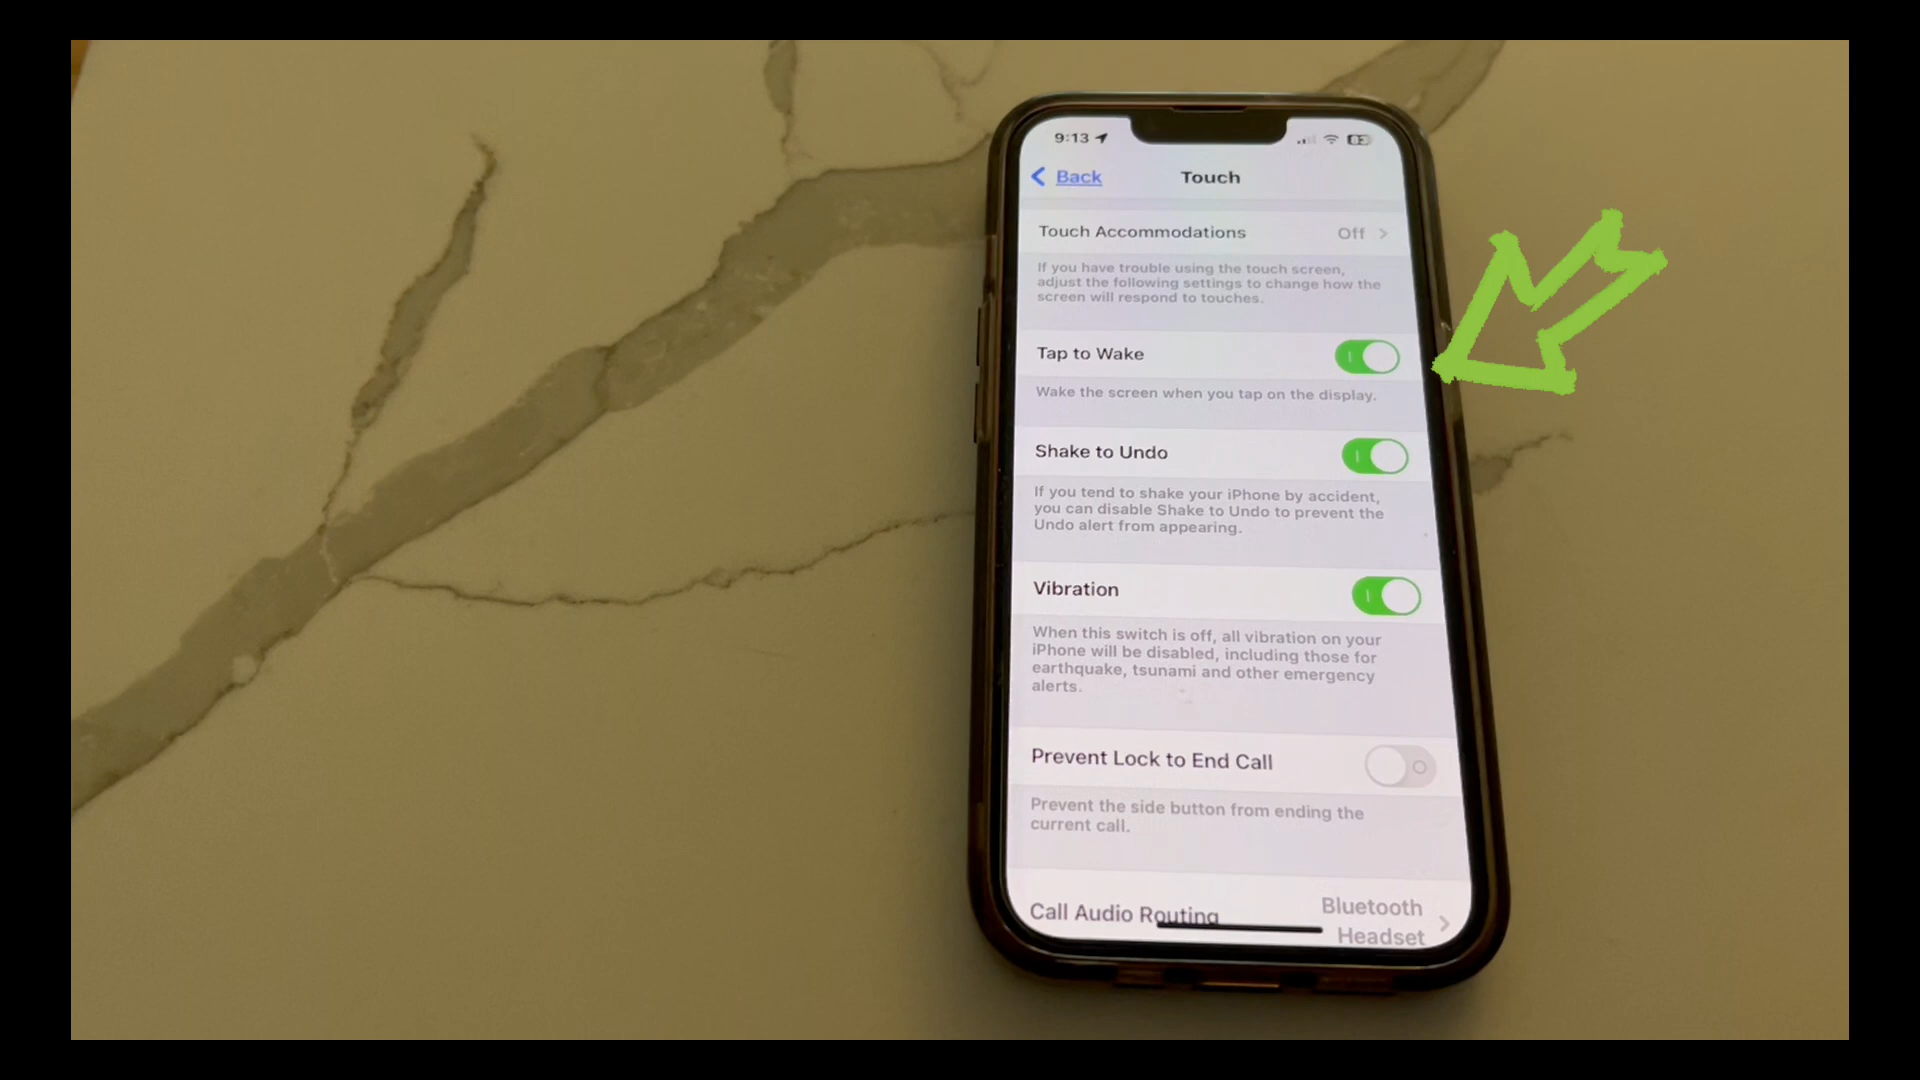 9:13
Back
Touch
Touch Accommodations Off
If you have trouble using the touch screen,
adjust the following settings to change how the
screen will respond to touches.
Tap to Wake
Wake the screen when you tap on the display.
Shake to Undo
If you tend to shake your iPhone by accident,
you can disable Shake to Undo to prevent the
Undo alert from appearing.
Vibration
When this switch is off, all vibration on your
iPhone will be disabled, including those for
earthquake, tsunami and other emergency
alerts.
Prevent Lock to End Call
Prevent the side button from ending the
current call.
Call Audio Routing
Bluetooth
Headset